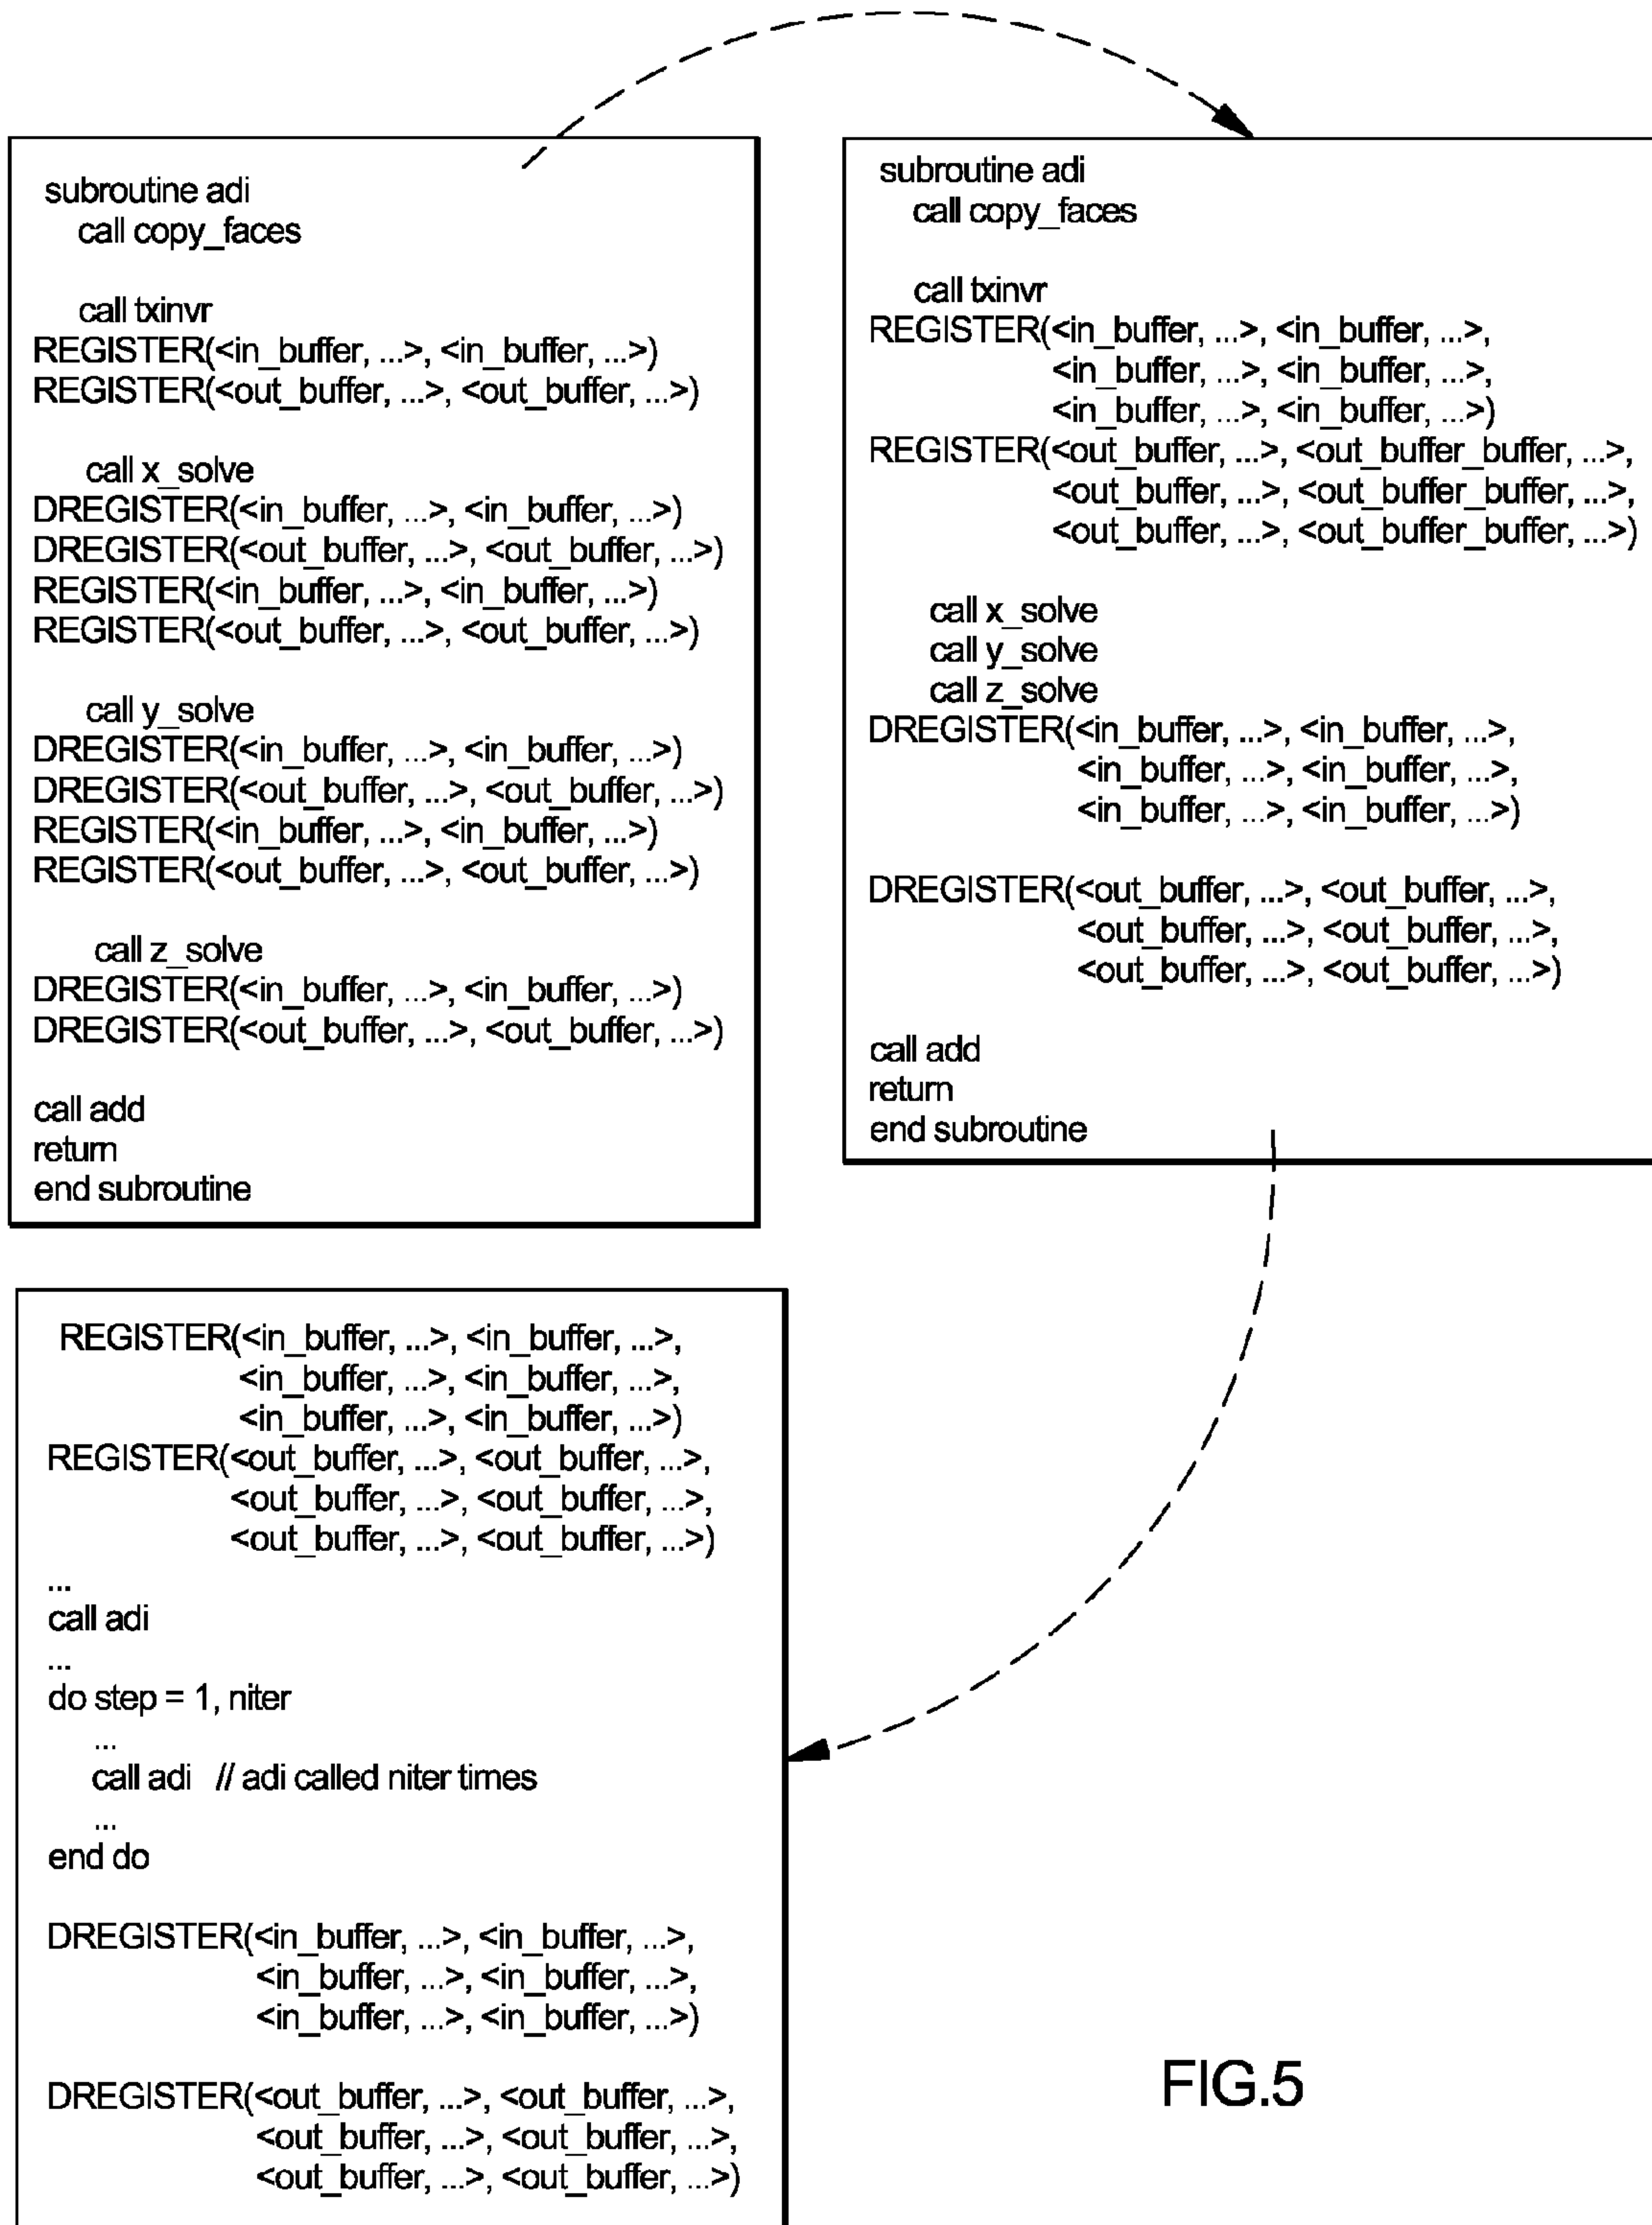 subroutine adi
call copy_faces
call txinvr
REGISTER(<in_buffer, ...>, <in_buffer, ...>)
REGISTER(<out_buffer, ...>, <out_buffer, ...>)
call x_solve
DREGISTER(<in_buffer, ...>, <in_buffer, ...>)
DREGISTER(<out_buffer, ...>, <out_buffer, ...>)
REGISTER(<in_buffer, ...>, <in_buffer, ...>)
REGISTER(<out_buffer, ...>, <out_buffer, ...>)
call y_solve
DREGISTER(<in_buffer, ...>, <in_buffer, ...>)
DREGISTER(<out_buffer, ...>, <out_buffer, ...>)
REGISTER(<in_buffer, ...>, <in_buffer, ...>)
REGISTER(<out_buffer, ...>, <out_buffer, ...>)
call z_solve
DREGISTER(<in_buffer, ...>, <in_buffer, ...>)
DREGISTER(<out_buffer, ...>, <out_buffer, ...>)
call add
return
end subroutine
subroutine adi
call copy_faces
call txinvr
REGISTER(<in_buffer, ...>, <in_buffer, ...>,
<in_buffer, ...>, <in_buffer, ...>,
<in_buffer, ...>, <in_buffer, ...>)
REGISTER(<out_buffer, ...>, <out_buffer_buffer, ...>,
<out_buffer, ...>, <out_buffer_buffer, ...>,
<out_buffer, ...>, <out_buffer_buffer, ...>)
call x_solve
call y_solve
call z_solve
DREGISTER(<in_buffer, ...>, <in_buffer, ...>,
<in_buffer, ...>, <in_buffer, ...>,
<in_buffer, ...>, <in_buffer, ...>)
DREGISTER(<out_buffer, ...>, <out_buffer, ...>,
<out_buffer, ...>, <out_buffer, ...>,
<out_buffer, ...>, <out_buffer, ...>)
call add
return
end subroutine
REGISTER(<in_buffer, ...>, <in_buffer, ...>,
<in_buffer, ...>, <in_buffer, ...>,
<in_buffer, ...>, <in_buffer, ...>)
REGISTER(<out_buffer, ...>, <out_buffer, ...>,
<out_buffer, ...>, <out_buffer, ...>,
<out_buffer, ...>, <out_buffer, ...>)
...
call adi
...
do step = 1, niter
...
call adi // adi called niter times
...
end do
DREGISTER(<in_buffer, ...>, <in_buffer, ...>,
<in_buffer, ...>, <in_buffer, ...>,
<in_buffer, ...>, <in_buffer, ...>)
DREGISTER(<out_buffer, ...>, <out_buffer, ...>,
<out_buffer, ...>, <out_buffer, ...>,
<out_buffer, ...>, <out_buffer, ...>)
FIG.5